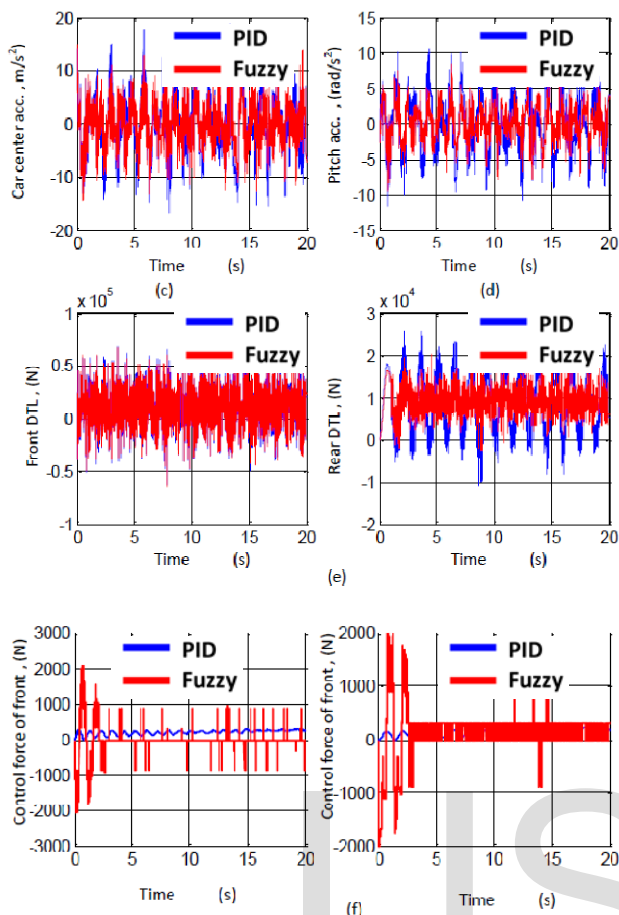 20
10
0
-10
-20
Car center acc. , m/s²
PID
Fuzzy
0 5 10 15 20
Time (s)
(c)
15
10
5
0
-5
-10
-15
Pitch acc. , (rad/s²)
PID
Fuzzy
0 5 10 15 20
Time (s)
(d)
x 10⁵
1
0.5
0
-0.5
-1
Front DTL , (N)
PID
Fuzzy
0 5 10 15 20
Time (s)
x 10⁴
3
2
1
0
-1
-2
Rear DTL , (N)
PID
Fuzzy
0 5 10 15 20
Time (s)
(e)
3000
2000
1000
0
-1000
-2000
-3000
Control force of front , (N)
PID
Fuzzy
0 5 10 15 20
Time (s)
2000
1000
0
-1000
-2000
Control force of front , (N)
PID
Fuzzy
0 5 10 15 20
Time (s)
(f)